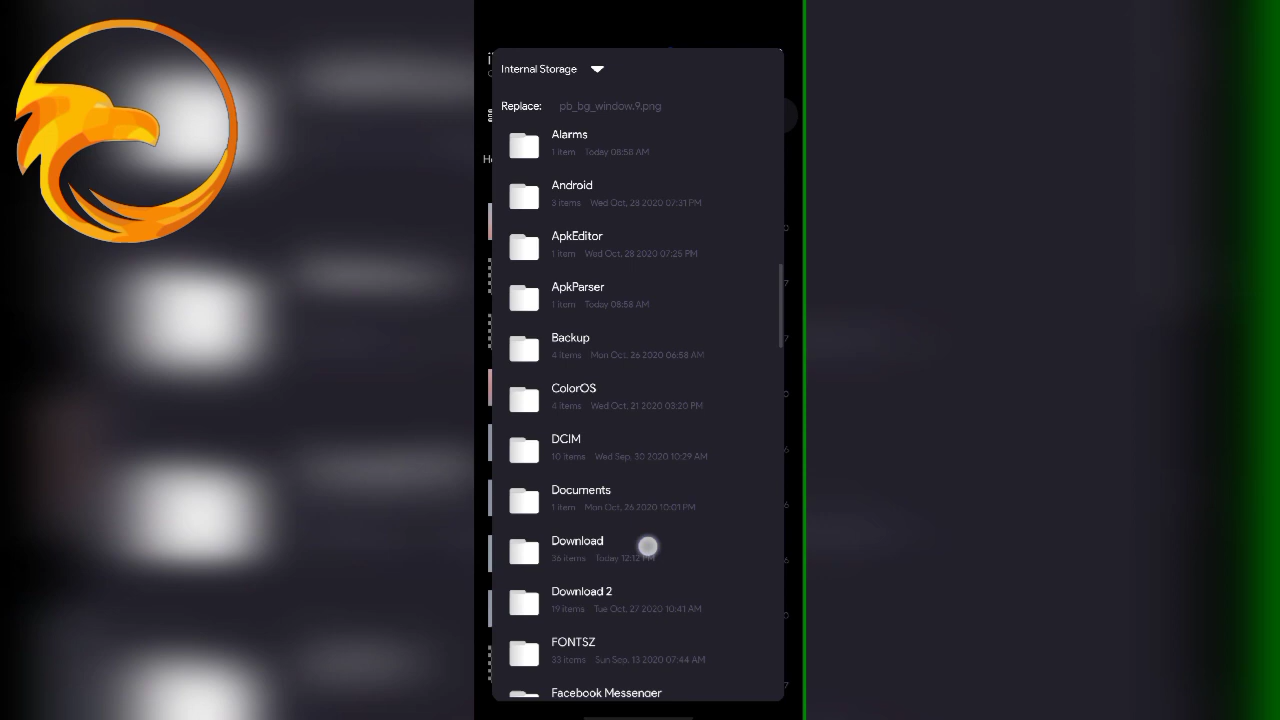 Internal Storage
Replace: pb_bg_window.9.png
Alarms
1 item Today 08:58 AM
Android
3 items Wed Oct, 28 2020 07:31 PM
ApkEditor
1 item Wed Oct, 28 2020 07:25 PM
ApkParser
1 item Today 08:58 AM
Backup
4 items Mon Oct, 26 2020 06:58 AM
ColorOS
4 items Wed Oct, 21 2020 03:20 PM
DCIM
10 items Wed Sep, 30 2020 10:29 AM
Documents
1 item Mon Oct, 26 2020 10:01 PM
Download
36 items Today 12:12 PM
Download 2
19 items Tue Oct, 27 2020 10:41 AM
FONTSZ
33 items Sun Sep, 13 2020 07:44 AM
Facebook Messenger